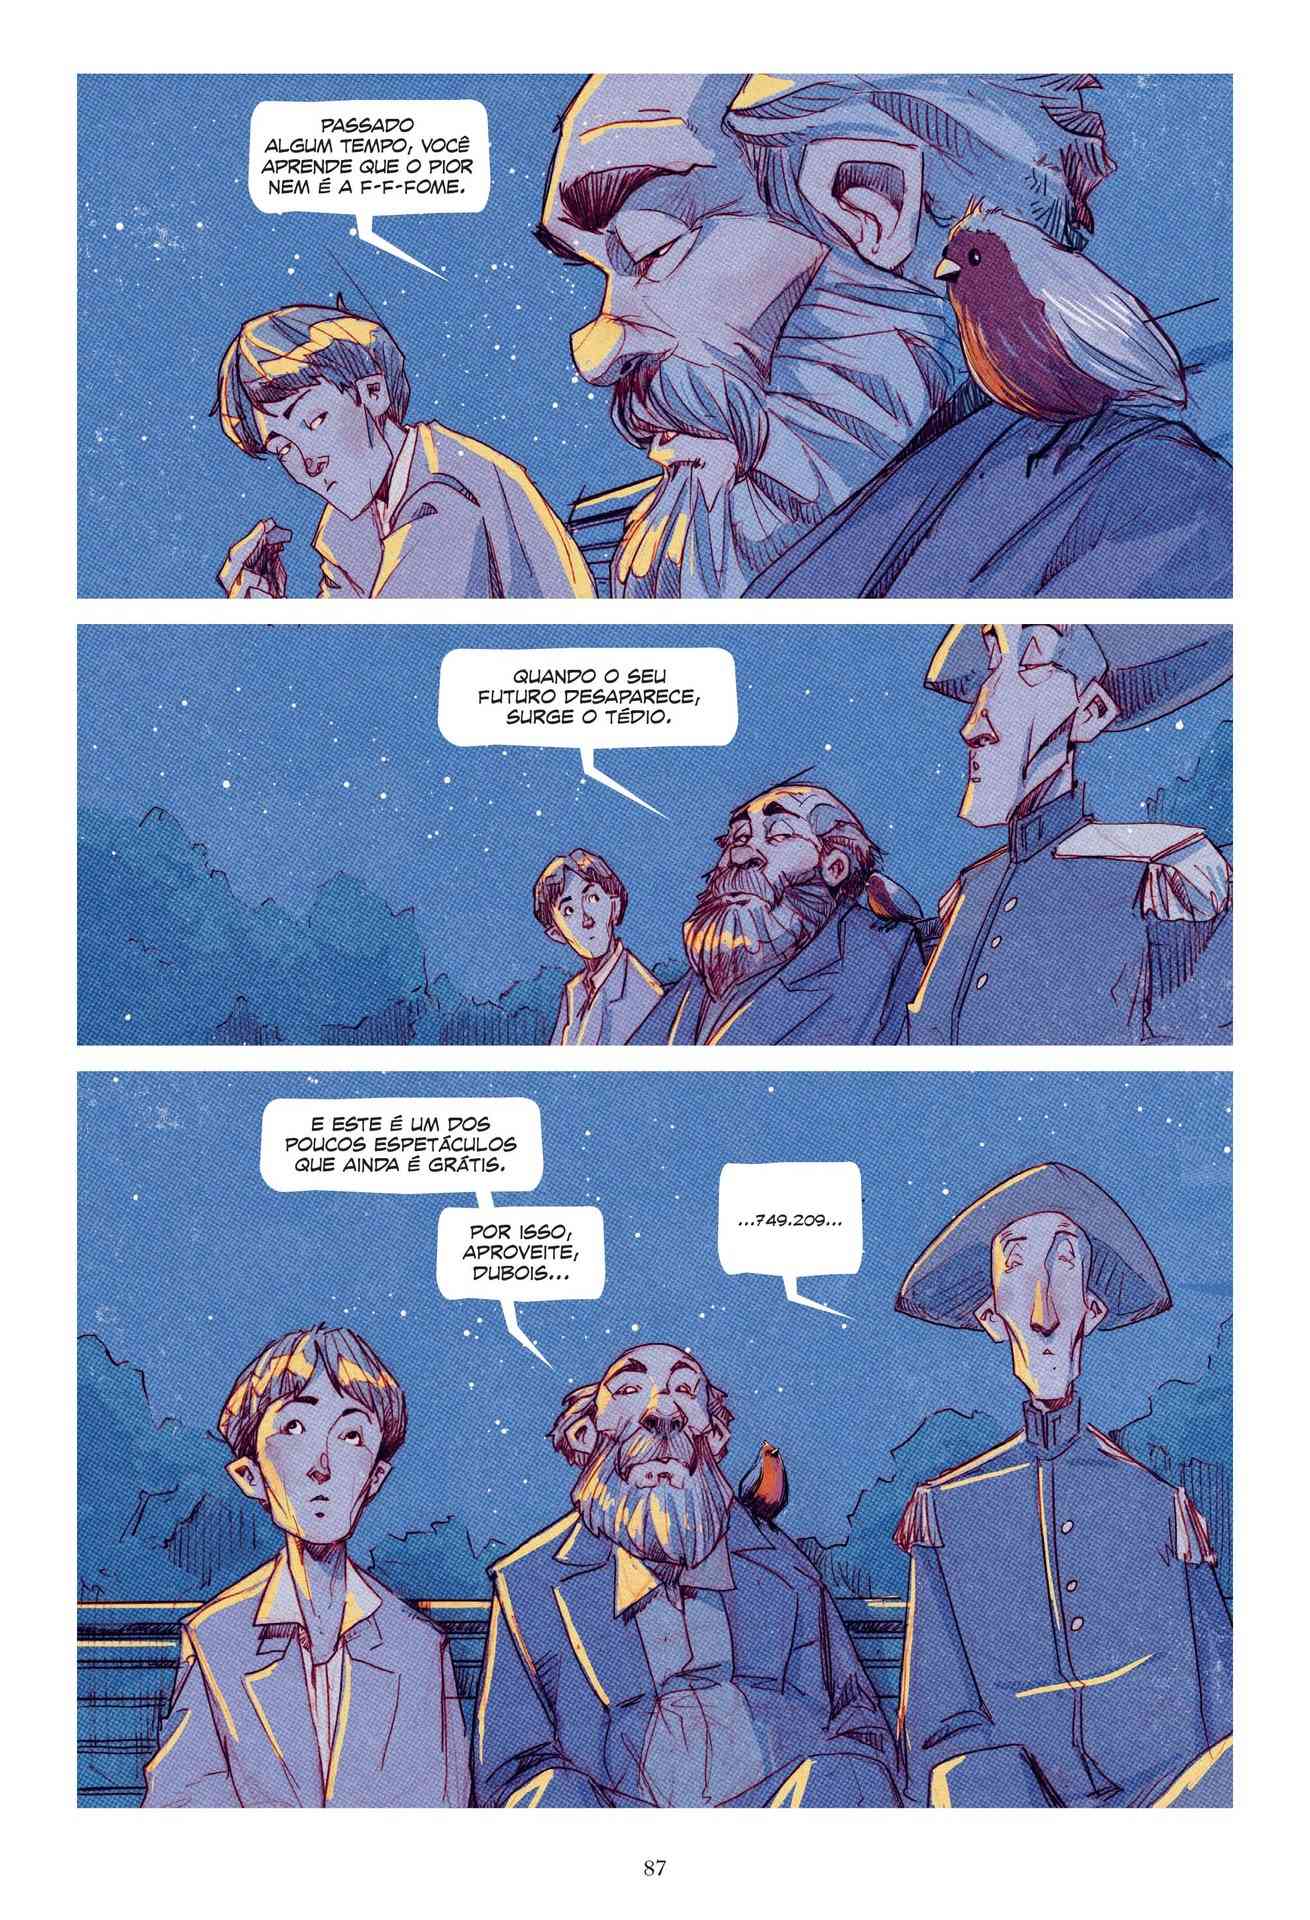 PASSADO
ALGUM TEMPO, VOCÊ
APRENDE QUE O PIOR
NEM É A F-F-FOME.
QUANDO O SEU
FUTURO DESAPARECE,
SURGE O TÉDIO.
E ESTE É UM DOS
POUCOS ESPETÁCULOS
QUE AINDA É GRÁTIS.
POR ISSO,
APROVEITE,
DUBOIS...
...749.209...
87